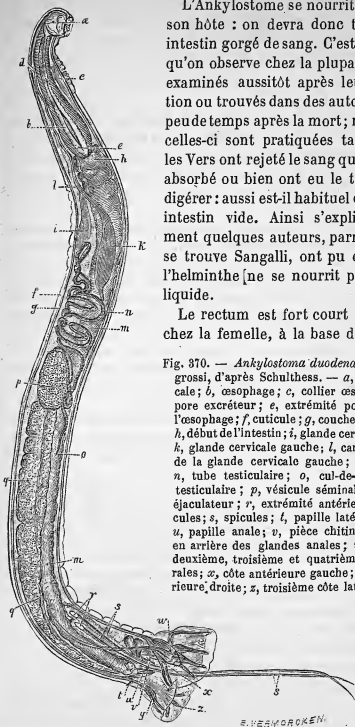 L'Ankylostome se nourrit
son hôte : on devra donc t
intestin gorgé de sang. C'est
qu'on observe chez la plupa
examinés aussitôt après leu
tion ou trouvés dans des auto
peu de temps après la mort; m
celles-ci sont pratiquées ta
les Vers ont rejeté le sang qu
absorbé ou bien ont eu le t
digérer : aussi est-il habituel
intestin vide. Ainsi s'expli
ment quelques auteurs, parm
se trouve Sangalli, ont pu
l'helminthe [ne se nourrit p
liquide.
Le rectum est fort court
chez la femelle, à la base d
Fig. 370. — Ankylostoma duodena
grossi, d'après Schulthess. — a,
cale; b, œsophage; c, collier œs
pore excréteur; e, extrémité po
l'œsophage; f, cuticule; g, couche
h, début de l'intestin; i, glande cer
k, glande cervicale gauche; l, can
de la glande cervicale gauche;
n, tube testiculaire; o, cul-de-
testiculaire; p, vésicule séminal
éjaculateur; r, extrémité antérie
cules; s, spicules; t, papille laté
u, papille anale; v, pièce chitin
en arrière des glandes anales;
deuxième, troisième et quatrièm
rales; x, côte antérieure gauche;
rieure droite; z, troisième côte lat
a
d
c
b
e
h
l
i
k
f
g
n
m
p
o
q
m
q
r
s
w
t
u
v
x
y
z
s
E. VERMORCKEN.